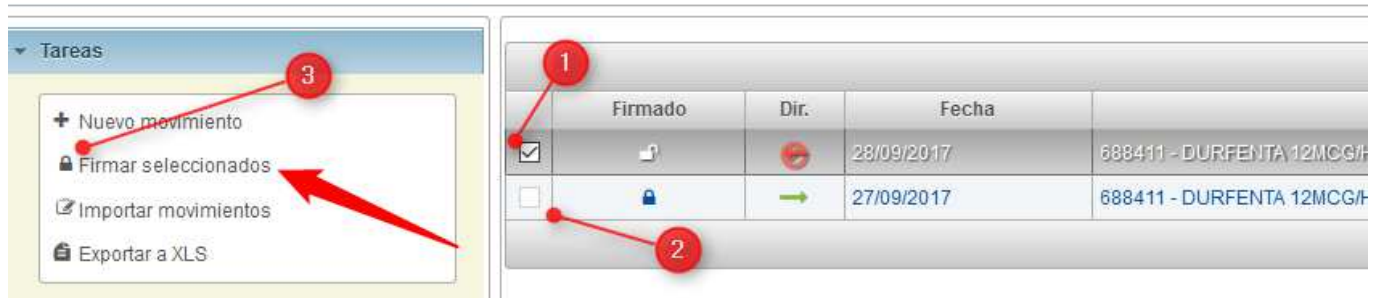 Tareas
3
Nuevo movimiento
Firmar seleccionados
Importar movimientos
Exportar a XLS
1
Firmado Dir. Fecha
28/09/2017 688411 - DURFENTA 12MCG/H
27/09/2017 688411 - DURFENTA 12MCG/H
2